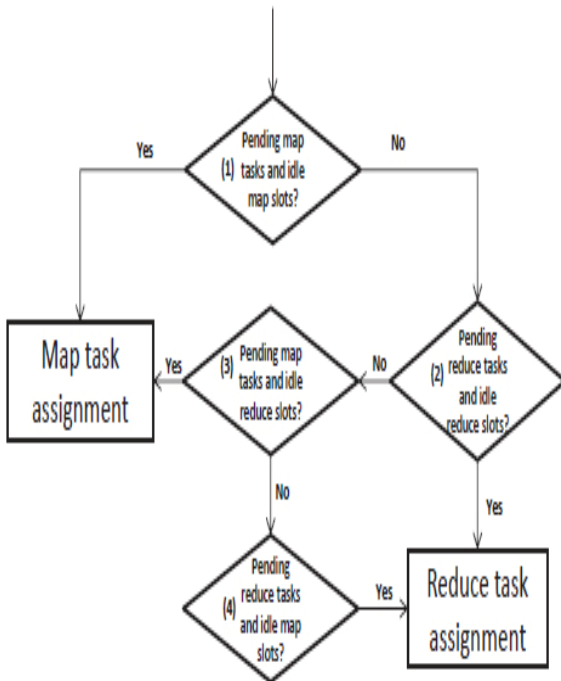 Pending map
Yes
No
(1) tasks and idle
map slots?
Map task
assignment
Yes
Pending map
(3) tasks and idle
reduce slots?
No
Pending
reduce tasks
(2) and idle
reduce slots?
No
Yes
Pending
reduce tasks
(4) and idle map
slots?
Yes
Reduce task
assignment